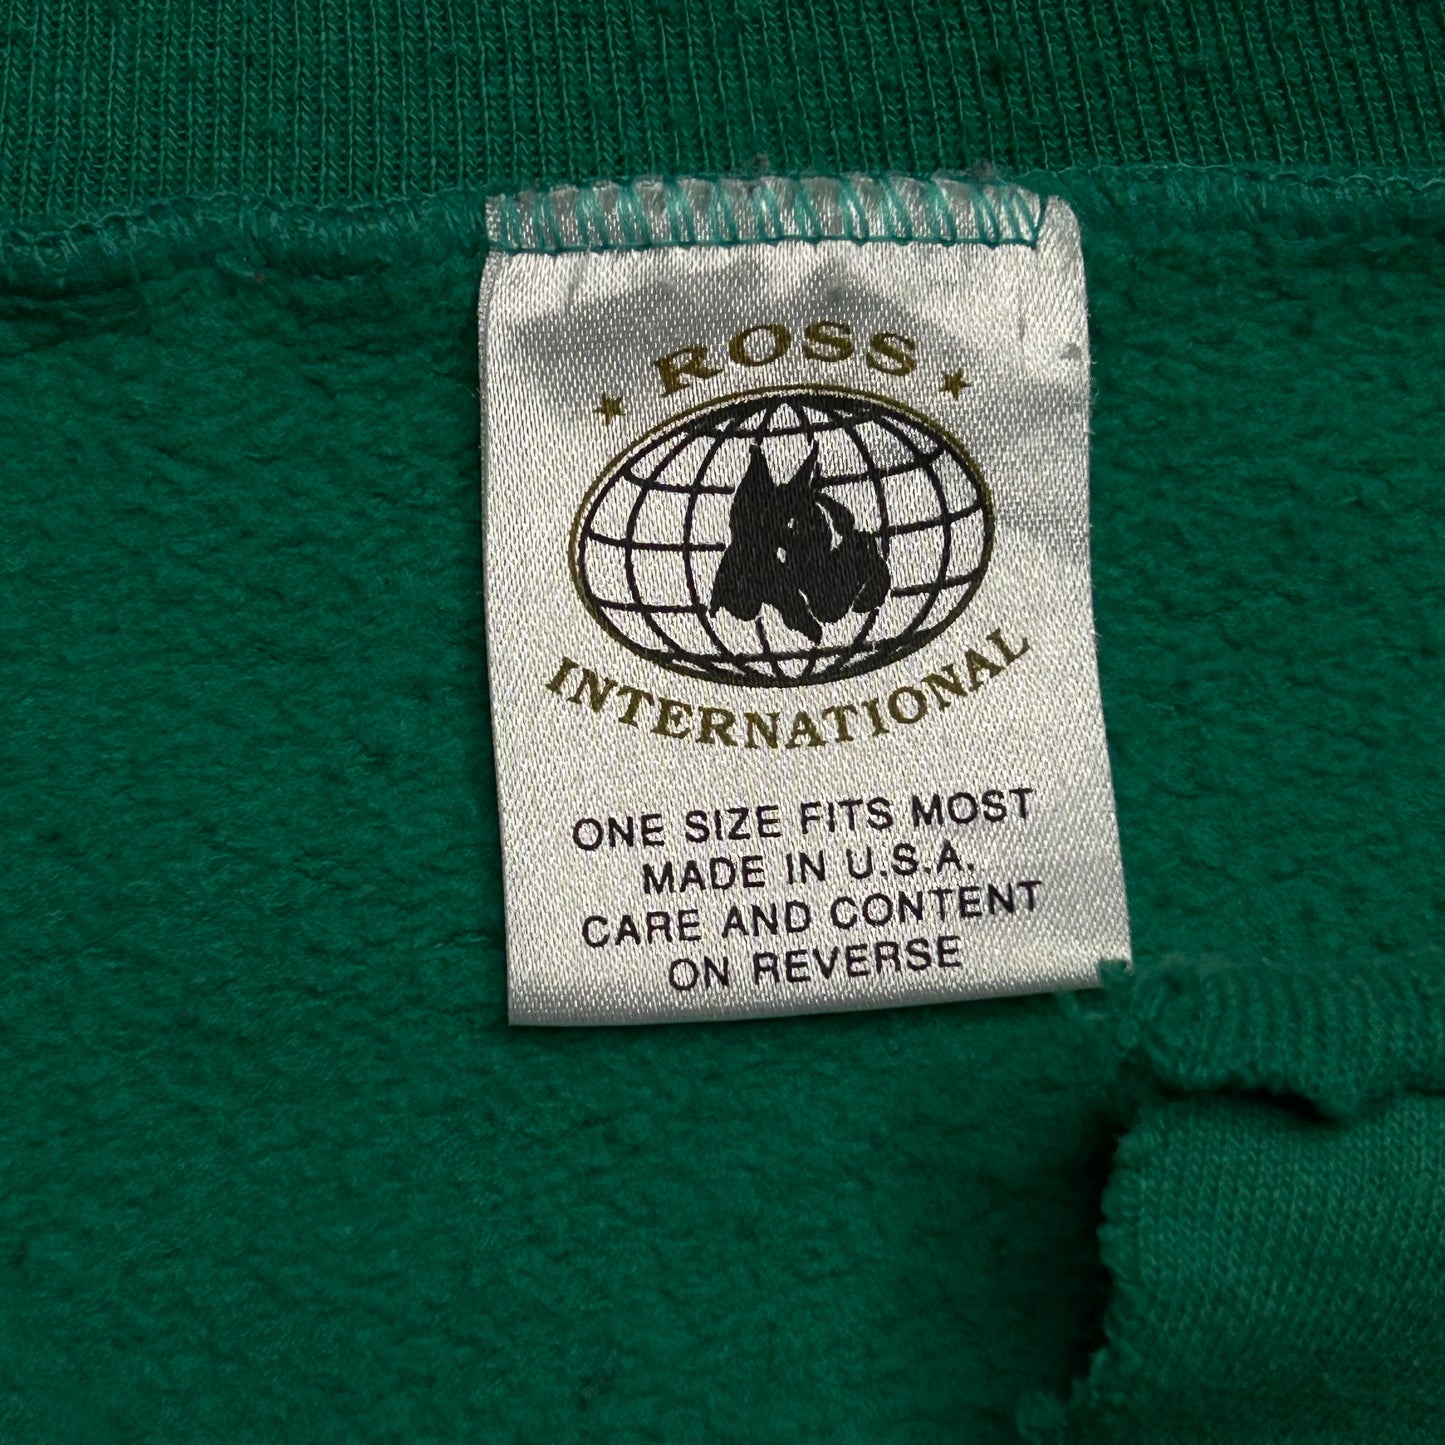 ROSS
INTERNATIONAL
ONE SIZE FITS MOST
MADE IN U.S.A.
CARE AND CONTENT
ON REVERSE